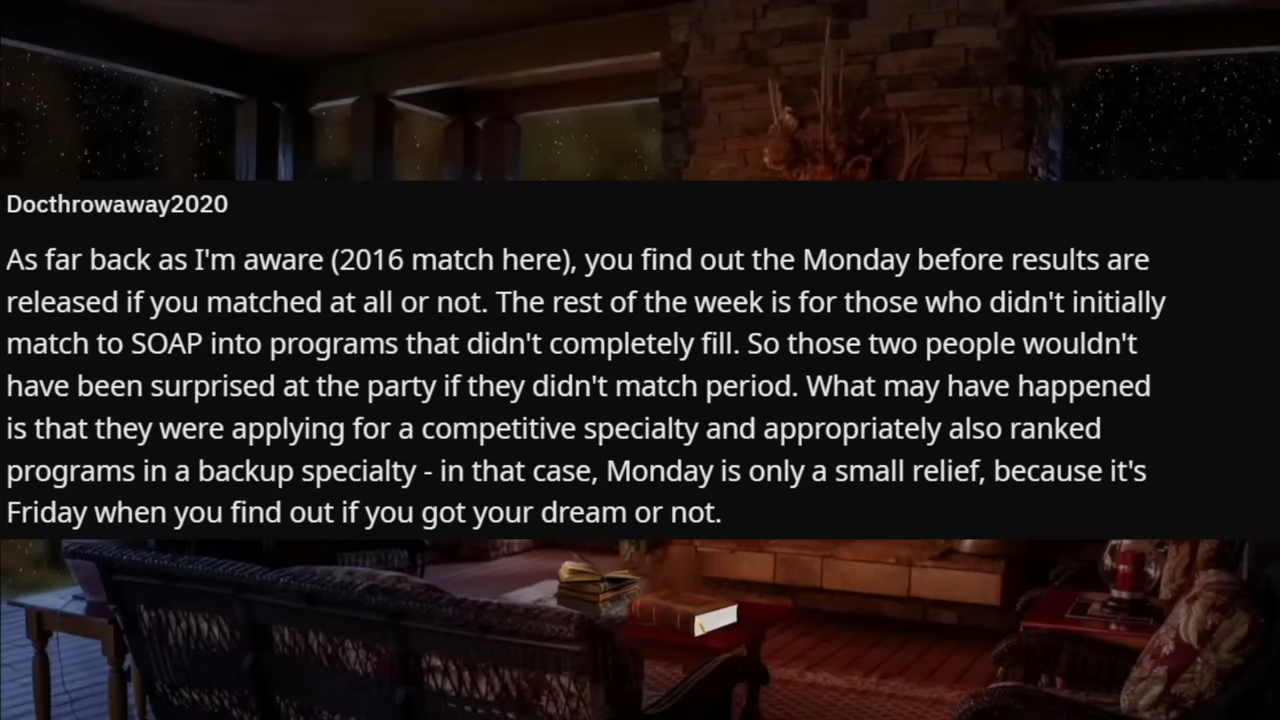 Docthrowaway2020
As far back as I'm aware (2016 match here), you find out the Monday before results are
released if you matched at all or not. The rest of the week is for those who didn't initially
match to SOAP into programs that didn't completely fill. So those two people wouldn't
have been surprised at the party if they didn't match period. What may have happened
is that they were applying for a competitive specialty and appropriately also ranked
programs in a backup specialty - in that case, Monday is only a small relief, because it's
Friday when you find out if you got your dream or not.